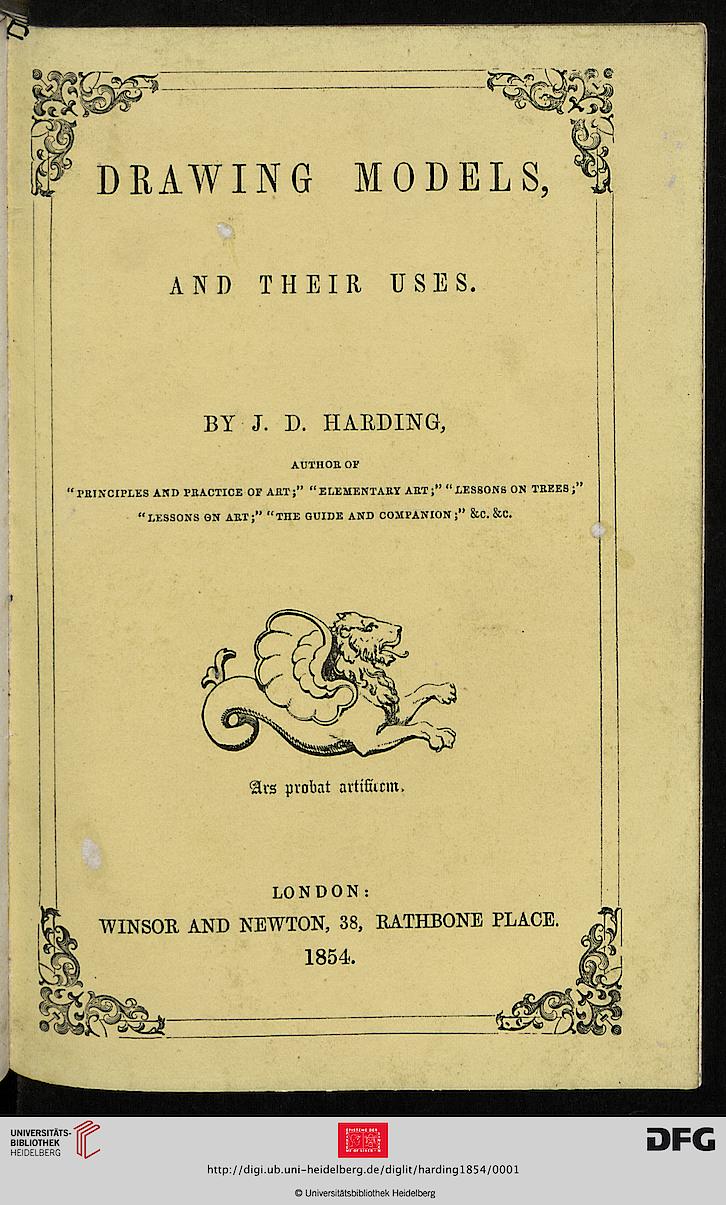 DRAWING MODELS,
AND THEIR USES.
BY J. D. HARDING,
AUTHOR OF
“PRINCIPLES AND PRACTICE OF ART;” “ELEMENTARY ART;” “LESSONS ON TREES;”
“LESSONS ON ART;” “THE GUIDE AND COMPANION;” &C. &C.
Ars probat artificem.
LONDON:
WINSOR AND NEWTON, 38, RATHBONE PLACE.
1854.
UNIVERSITÄTS-
BIBLIOTHEK
HEIDELBERG
DFG
http://digi.ub.uni-heidelberg.de/diglit/harding1854/0001
© Universitätsbibliothek Heidelberg